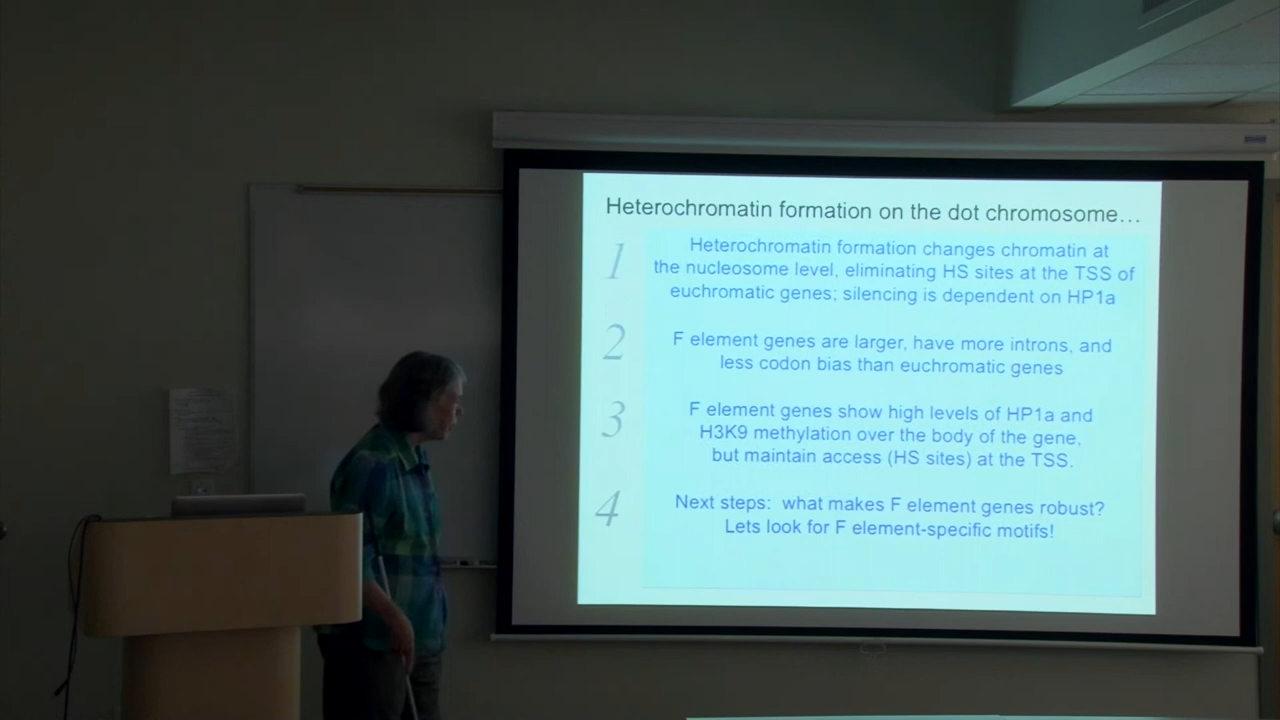 Heterochromatin formation on the dot chromosome…
1
Heterochromatin formation changes chromatin at
the nucleosome level, eliminating HS sites at the TSS of
euchromatic genes; silencing is dependent on HP1a
2
F element genes are larger, have more introns, and
less codon bias than euchromatic genes
3
F element genes show high levels of HP1a and
H3K9 methylation over the body of the gene,
but maintain access (HS sites) at the TSS.
4
Next steps:  what makes F element genes robust?
Lets look for F element-specific motifs!